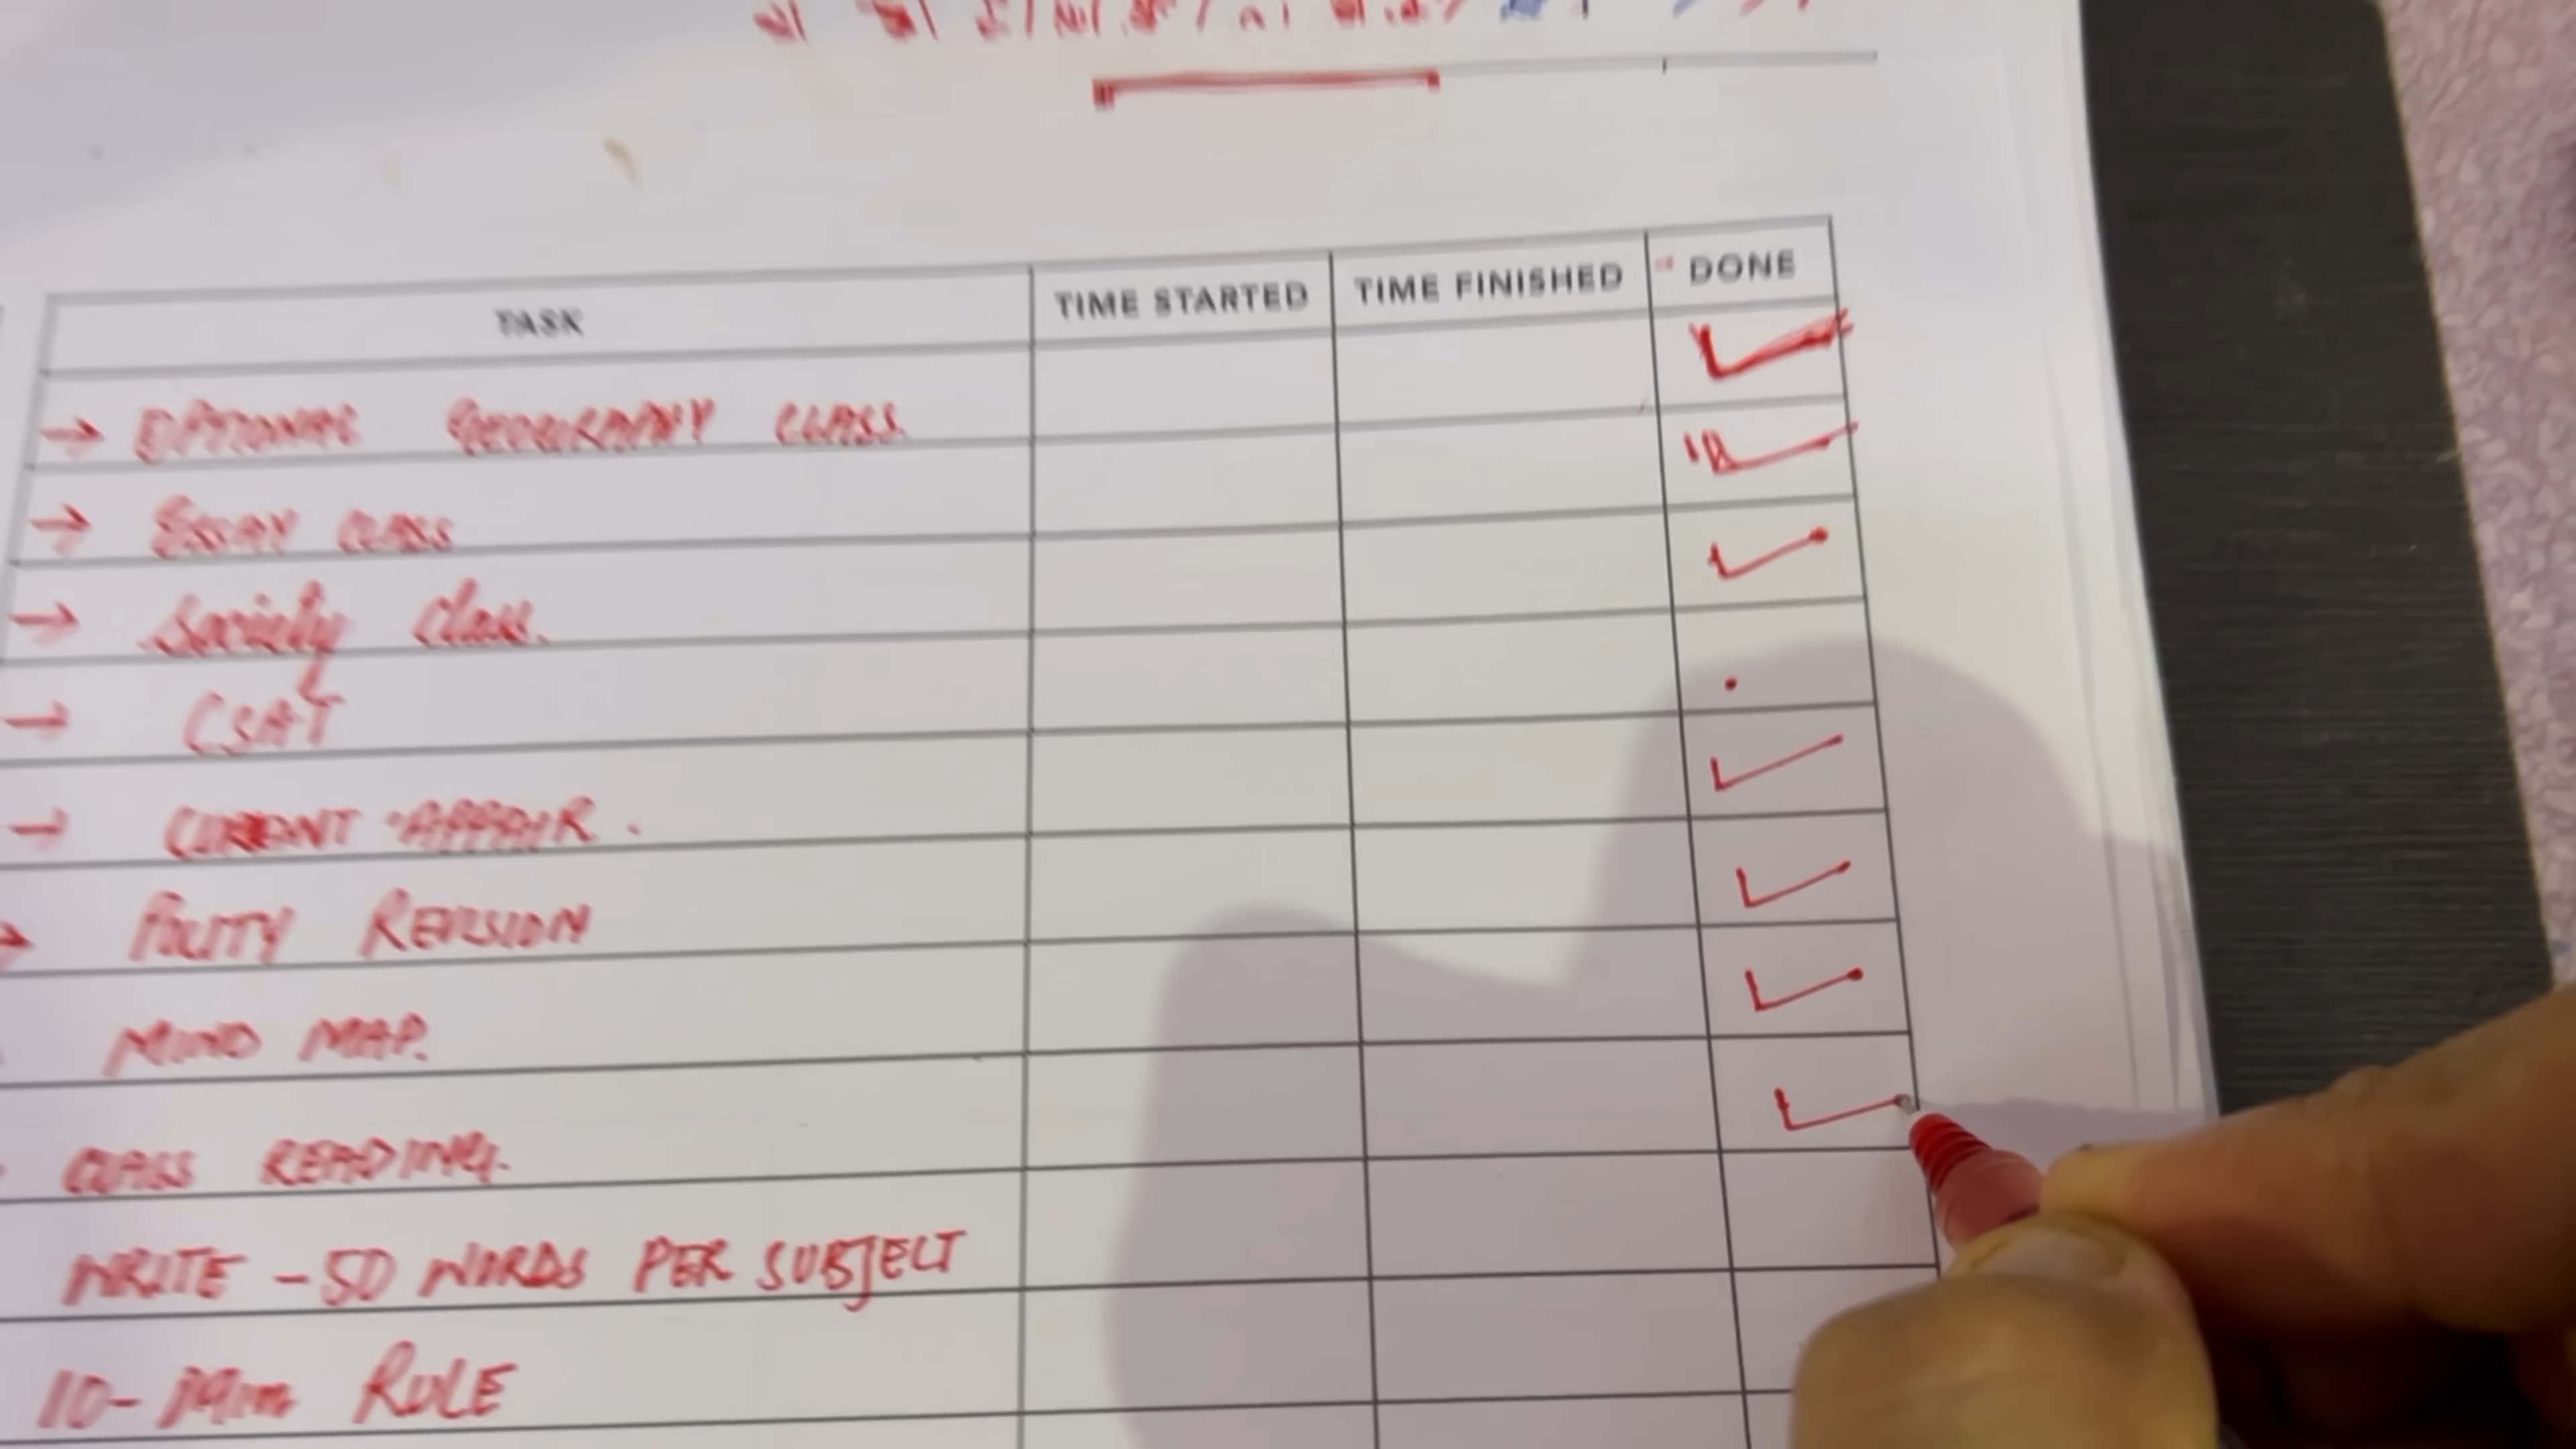 TASK TIME STARTED TIME FINISHED DONE
→ OPTIONAL GEOGRAPHY CLASS
→ ESSAY CLASS
→ Society Class.
→ CSAT
→ CURRANT AFFAIR.
→ POLITY REVISION
MIND MAP.
CLASS READING.
WRITE - 50 WORDS PER SUBJECT
10- Min RULE